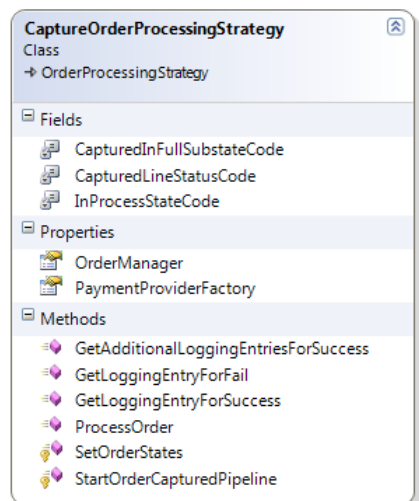 CaptureOrderProcessingStrategy
Class
OrderProcessingStrategy
Fields
CapturedInFullSubstateCode
CapturedLineStatusCode
InProcessStateCode
Properties
OrderManager
PaymentProviderFactory
Methods
GetAdditionalLoggingEntriesForSuccess
GetLoggingEntryForFail
GetLoggingEntryForSuccess
ProcessOrder
SetOrderStates
StartOrderCapturedPipeline